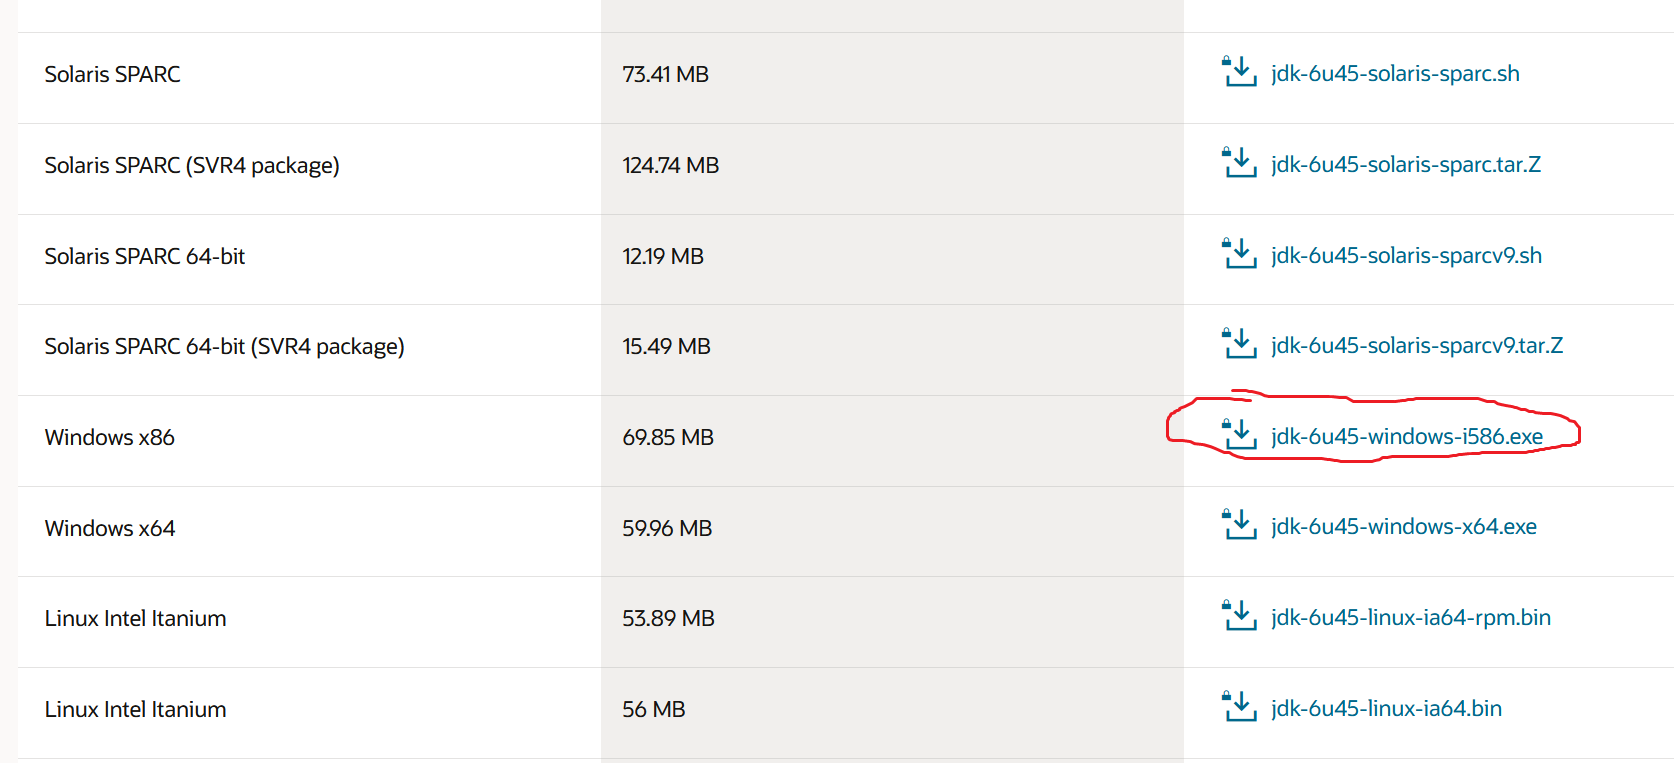 Solaris SPARC 73.41 MB jdk-6u45-solaris-sparc.sh
Solaris SPARC (SVR4 package) 124.74 MB jdk-6u45-solaris-sparc.tar.Z
Solaris SPARC 64-bit 12.19 MB jdk-6u45-solaris-sparcv9.sh
Solaris SPARC 64-bit (SVR4 package) 15.49 MB jdk-6u45-solaris-sparcv9.tar.Z
Windows x86 69.85 MB jdk-6u45-windows-i586.exe
Windows x64 59.96 MB jdk-6u45-windows-x64.exe
Linux Intel Itanium 53.89 MB jdk-6u45-linux-ia64-rpm.bin
Linux Intel Itanium 56 MB jdk-6u45-linux-ia64.bin